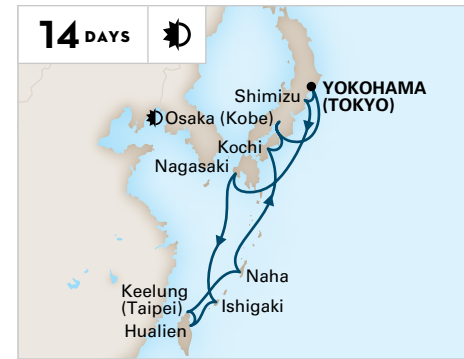 14 DAYS
Shimizu
YOKOHAMA
(TOKYO)
Osaka (Kobe)
Kochi
Nagasaki
Naha
Keelung
(Taipei)
Ishigaki
Hualien